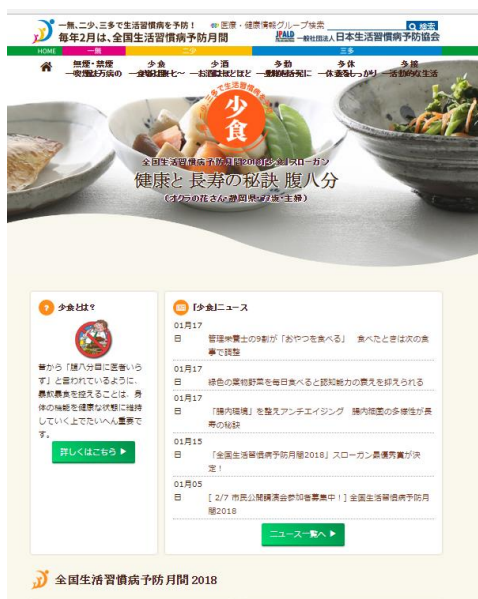 一無、二少、三多で生活習慣病を予防！
医療・健康情報グループ検索
検索
毎年2月は、全国生活習慣病予防月間
JPALD 一般社団法人 日本生活習慣病予防協会
HOME 一無 二少 三多
無煙・禁煙 少食 少酒 多動 多休 多接
少食
全国生活習慣病予防月間2018「少食」スローガン
健康と長寿の秘訣 腹八分
(オクラの花さん・静岡県・77歳・主婦)
少食とは？
昔から「腹八分目に医者いら
ず」と言われているように、
暴飲暴食を控えることは、身
体の機能を健康な状態に維持
していく上でたいへん重要で
す。
詳しくはこちら ▶
「少食」ニュース
01月17
日 管理栄養士の9割が「おやつを食べる」 食べたときは次の食
事で調整
01月17
日 緑色の葉物野菜を毎日食べると認知能力の衰えを抑えられる
01月17
日 「腸内環境」を整えアンチエイジング 腸内細菌の多様性が長
寿の秘訣
01月15
日 「全国生活習慣病予防月間2018」スローガン最優秀賞が決
定！
01月05
日 [ 2/7 市民公開講演会参加者募集中！] 全国生活習慣病予防月
間2018
ニュース一覧へ ▶
全国生活習慣病予防月間 2018